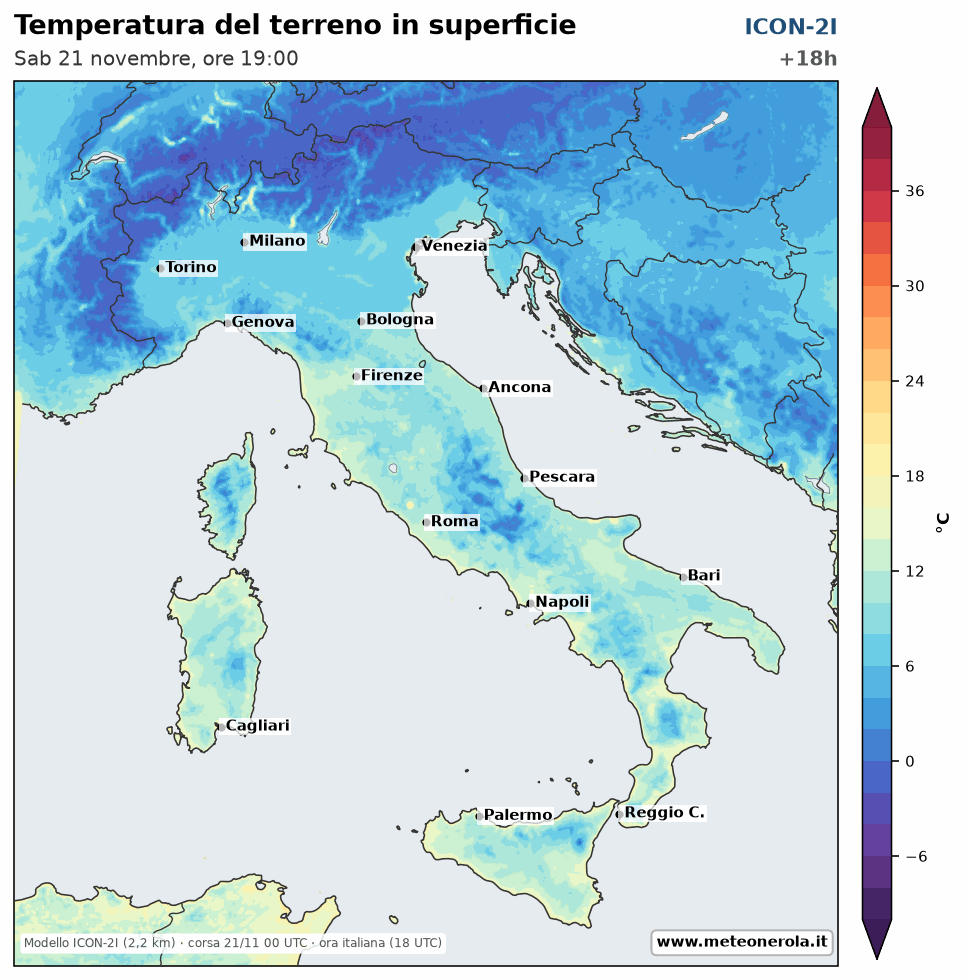 Temperatura del terreno in superficie
ICON-2I
Sab 21 novembre, ore 19:00
+18h
Milano
Venezia
Torino
Genova
Bologna
Firenze
Ancona
Pescara
Roma
Bari
Napoli
Cagliari
Palermo
Reggio C.
36
30
24
18
12
6
0
−6
°C
Modello ICON-2I (2,2 km) · corsa 21/11 00 UTC · ora italiana (18 UTC)
www.meteonerola.it